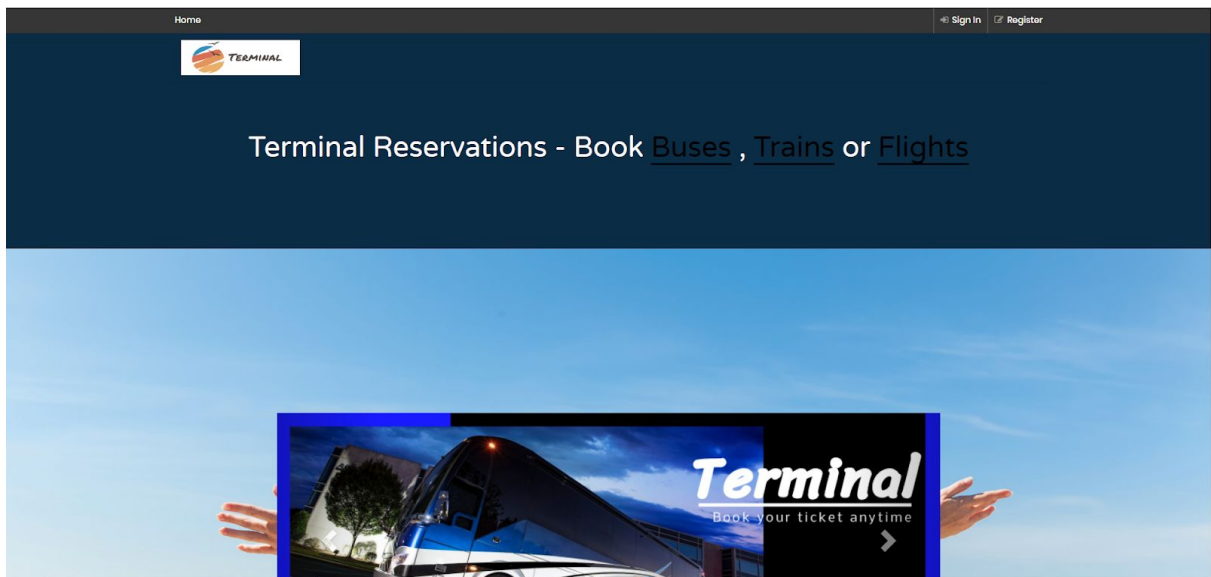 Home
Sign In
Register
TERMINAL
Terminal Reservations - Book Buses , Trains or Flights
Terminal
Book your ticket anytime